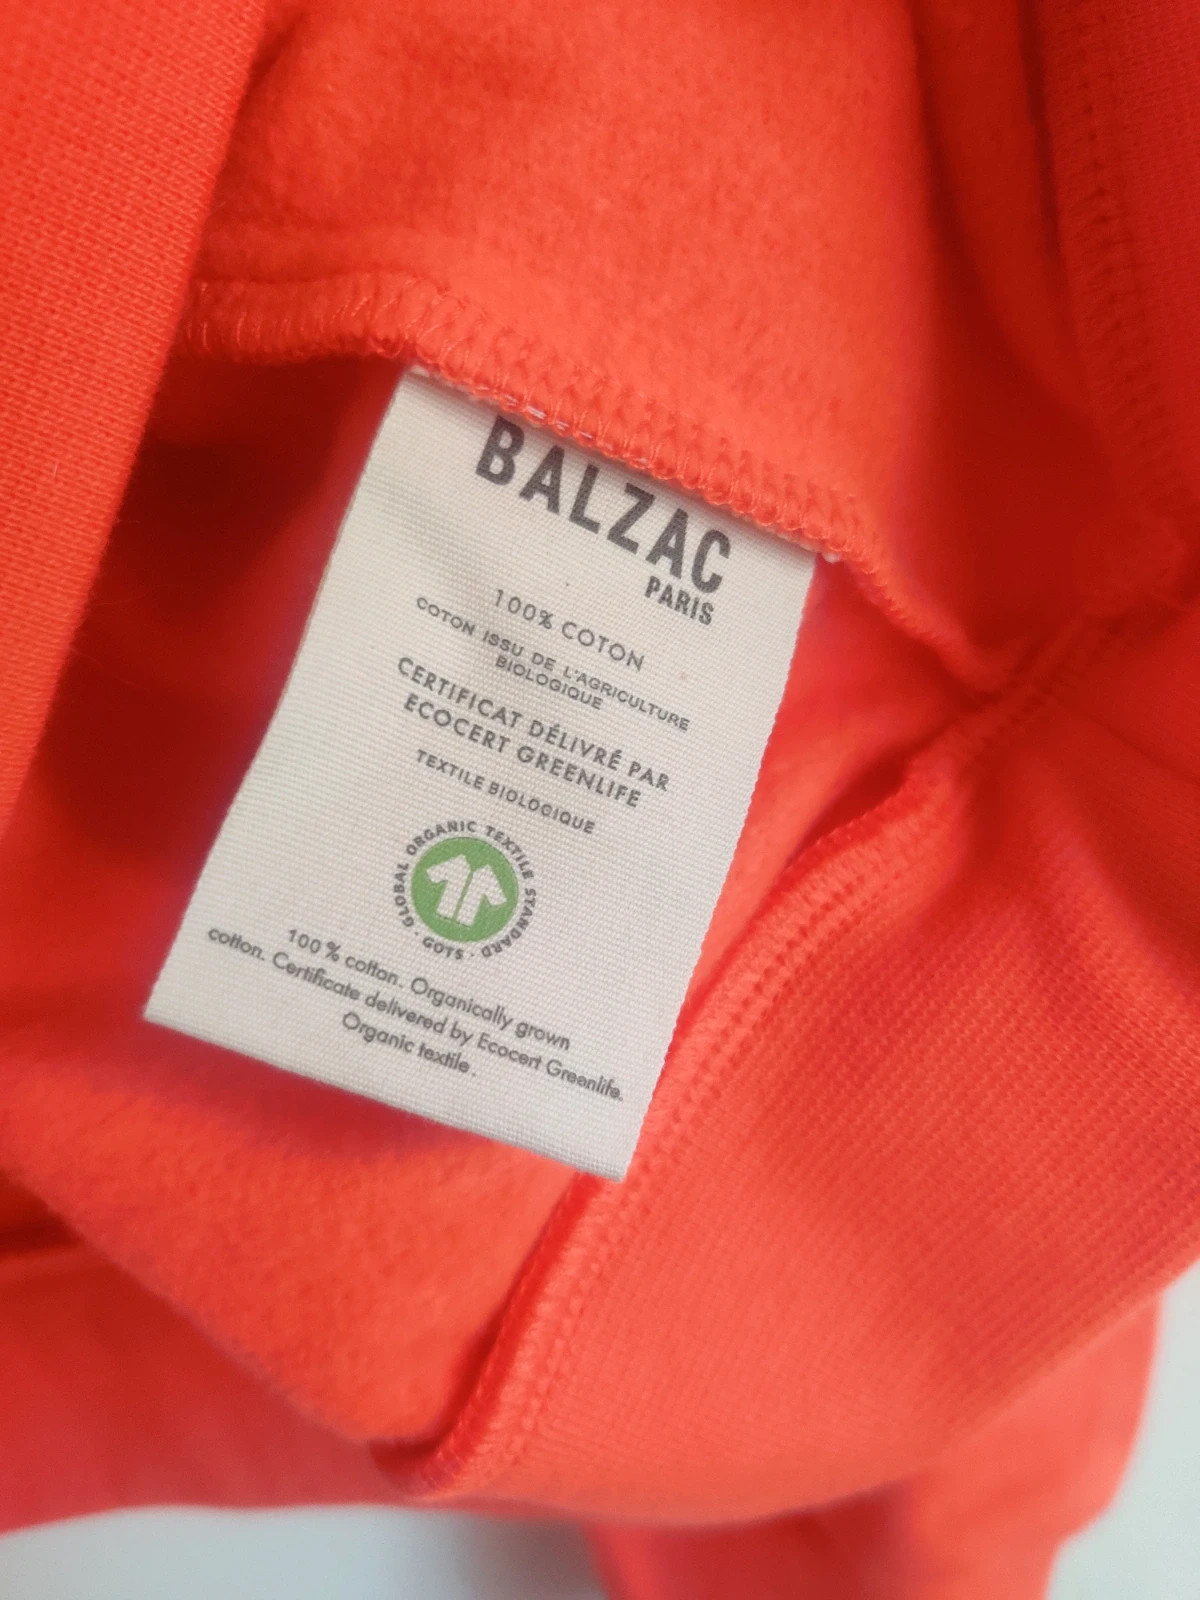 BALZAC
PARIS
100% COTON
COTON ISSU DE L'AGRICULTURE
BIOLOGIQUE
CERTIFICAT DÉLIVRÉ PAR
ECOCERT GREENLIFE
TEXTILE BIOLOGIQUE
GLOBAL ORGANIC TEXTILE STANDARD · GOTS ·
100% cotton. Organically grown
cotton. Certificate delivered by Ecocert Greenlife.
Organic textile.